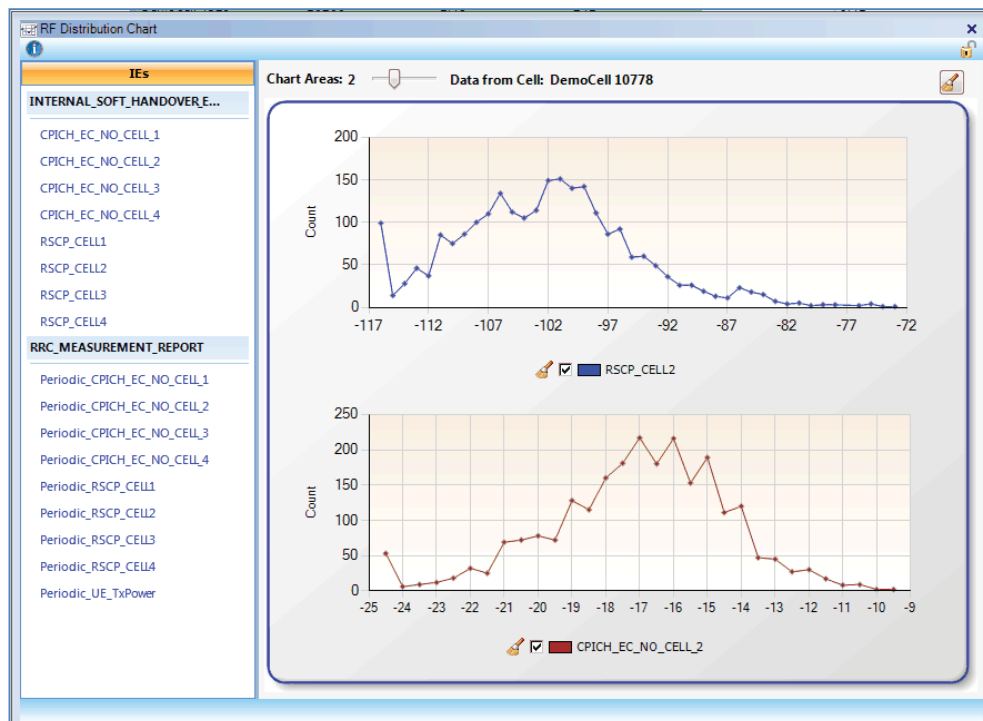 RF Distribution Chart
IEs
INTERNAL_SOFT_HANDOVER_E...
CPICH_EC_NO_CELL_1
CPICH_EC_NO_CELL_2
CPICH_EC_NO_CELL_3
CPICH_EC_NO_CELL_4
RSCP_CELL1
RSCP_CELL2
RSCP_CELL3
RSCP_CELL4
RRC_MEASUREMENT_REPORT
Periodic_CPICH_EC_NO_CELL_1
Periodic_CPICH_EC_NO_CELL_2
Periodic_CPICH_EC_NO_CELL_3
Periodic_CPICH_EC_NO_CELL_4
Periodic_RSCP_CELL1
Periodic_RSCP_CELL2
Periodic_RSCP_CELL3
Periodic_RSCP_CELL4
Periodic_UE_TxPower
Chart Areas: 2 Data from Cell: DemoCell 10778
200
150
100
50
0
Count
-117 -112 -107 -102 -97 -92 -87 -82 -77 -72
RSCP_CELL2
250
200
150
100
50
0
Count
-25 -24 -23 -22 -21 -20 -19 -18 -17 -16 -15 -14 -13 -12 -11 -10 -9
CPICH_EC_NO_CELL_2